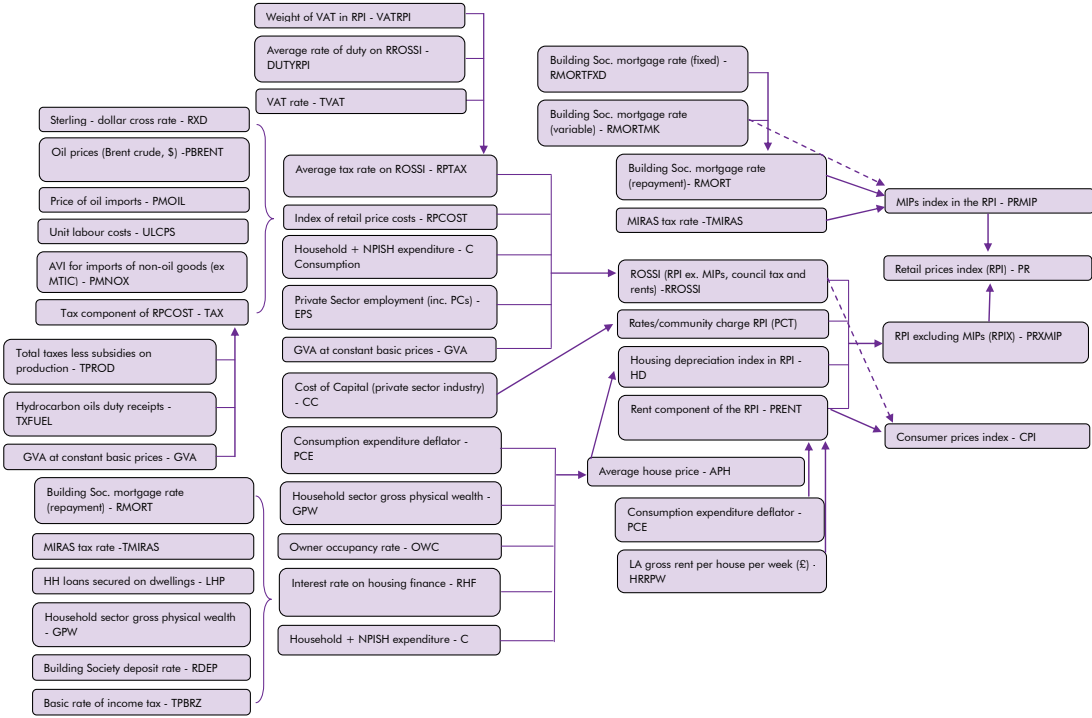 Weight of VAT in RPI - VATRPI
Average rate of duty on RROSSI -
DUTYRPI
VAT rate - TVAT
Sterling - dollar cross rate - RXD
Oil prices (Brent crude, $) -PBRENT
Price of oil imports - PMOIL
Unit labour costs - ULCPS
AVI for imports of non-oil goods (ex
MTIC) - PMNOX
Tax component of RPCOST - TAX
Total taxes less subsidies on
production - TPROD
Hydrocarbon oils duty receipts -
TXFUEL
GVA at constant basic prices - GVA
Building Soc. mortgage rate
(repayment) - RMORT
MIRAS tax rate -TMIRAS
HH loans secured on dwellings - LHP
Household sector gross physical wealth
- GPW
Building Society deposit rate - RDEP
Basic rate of income tax - TPBRZ
Average tax rate on ROSSI - RPTAX
Index of retail price costs - RPCOST
Household + NPISH expenditure - C
Consumption
Private Sector employment (inc. PCs) -
EPS
GVA at constant basic prices - GVA
Cost of Capital (private sector industry)
- CC
Consumption expenditure deflator -
PCE
Household sector gross physical wealth -
GPW
Owner occupancy rate - OWC
Interest rate on housing finance - RHF
Household + NPISH expenditure - C
Building Soc. mortgage rate (fixed) -
RMORTFXD
Building Soc. mortgage rate
(variable) - RMORTMK
Building Soc. mortgage rate
(repayment)- RMORT
MIRAS tax rate -TMIRAS
ROSSI (RPI ex. MIPs, council tax and
rents) -RROSSI
Rates/community charge RPI (PCT)
Housing depreciation index in RPI -
HD
Rent component of the RPI - PRENT
Average house price - APH
Consumption expenditure deflator -
PCE
LA gross rent per house per week (£) -
HRRPW
MIPs index in the RPI - PRMIP
Retail prices index (RPI) - PR
RPI excluding MIPs (RPIX) - PRXMIP
Consumer prices index - CPI